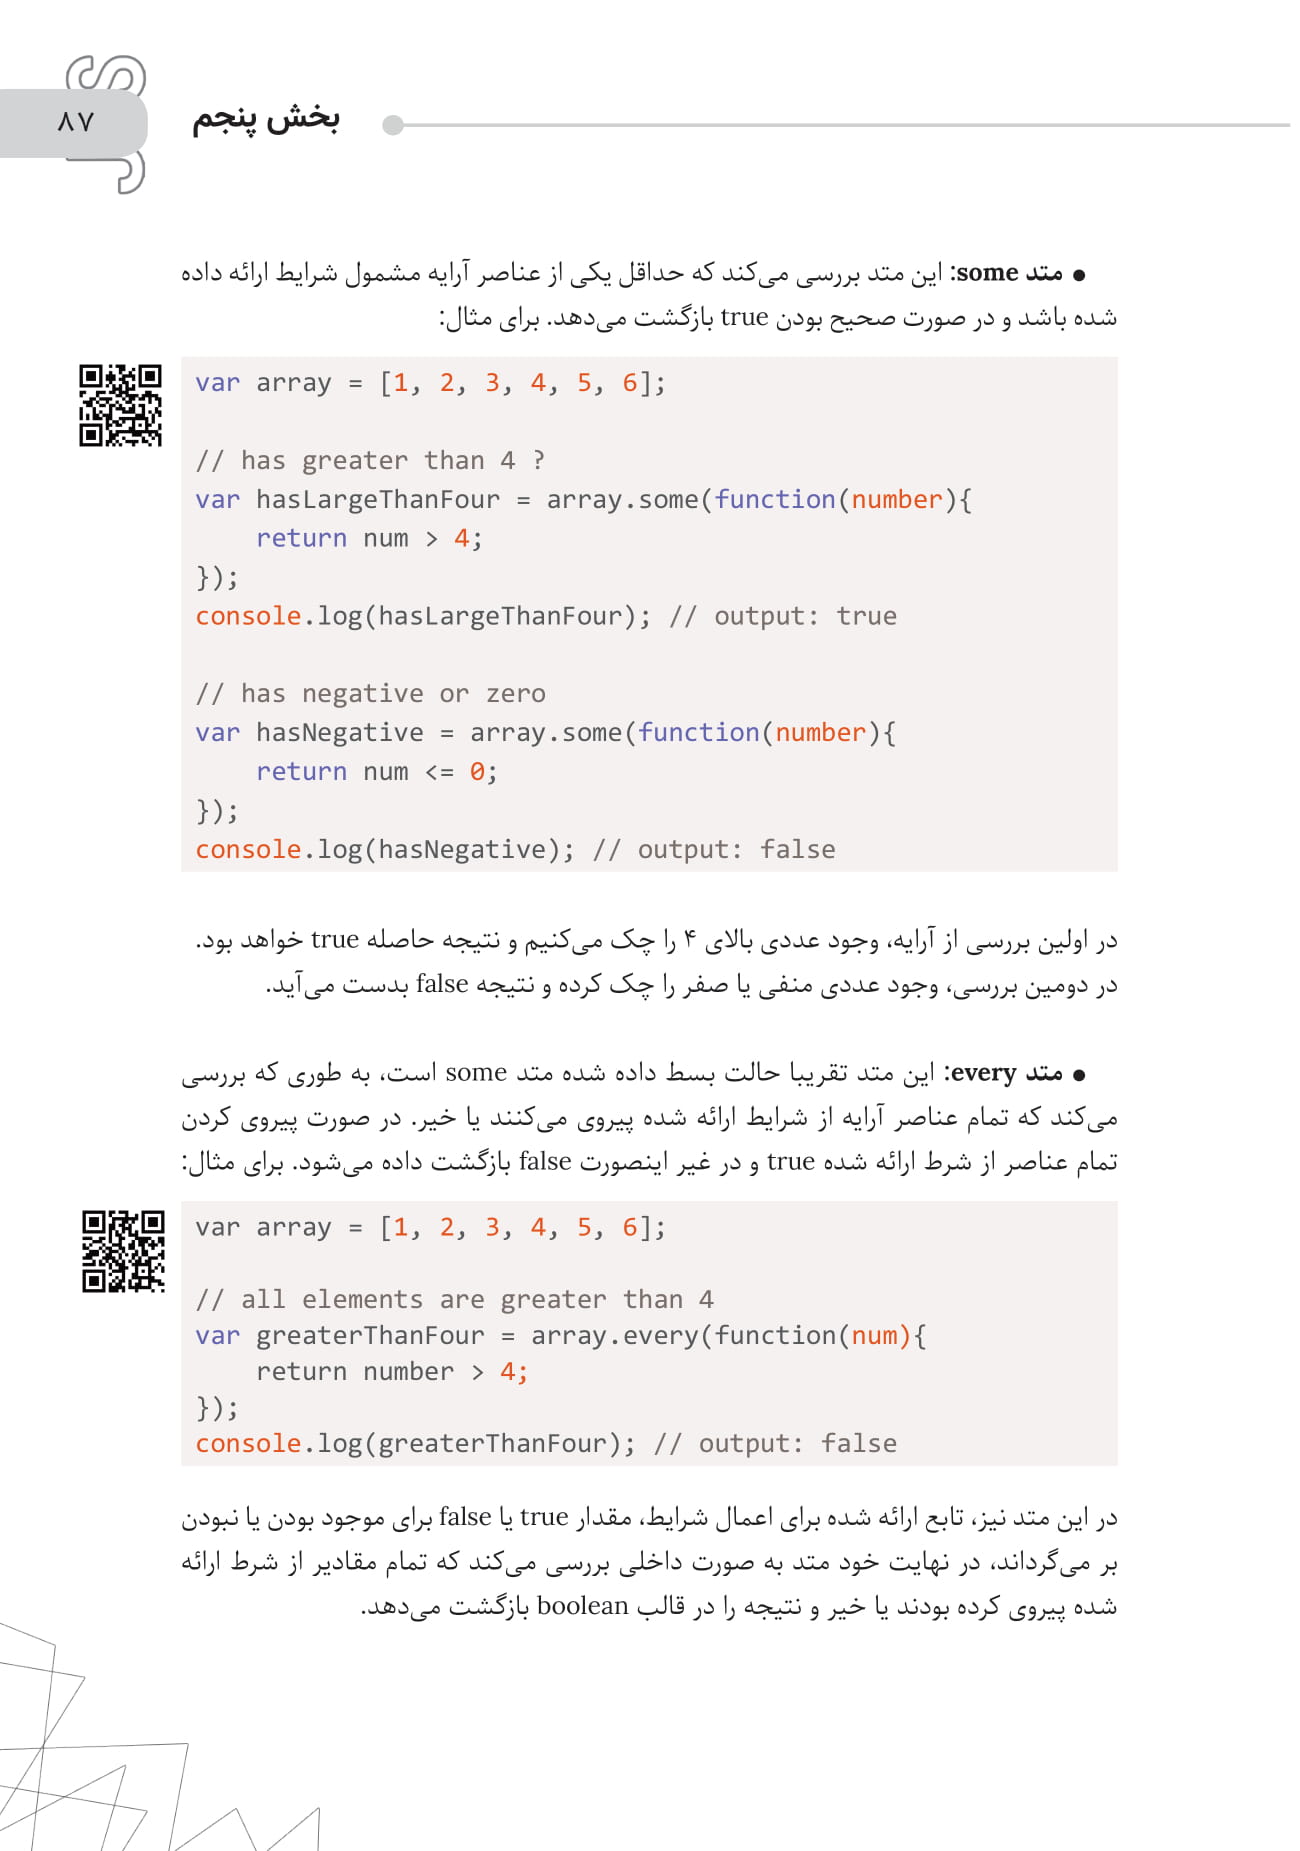 ۸۷
بخش پنجم
● متد some: این متد بررسی می‌کند که حداقل یکی از عناصر آرایه مشمول شرایط ارائه داده
شده باشد و در صورت صحیح بودن true بازگشت می‌دهد. برای مثال:
var array = [1, 2, 3, 4, 5, 6];
// has greater than 4 ?
var hasLargeThanFour = array.some(function(number){
    return num > 4;
});
console.log(hasLargeThanFour); // output: true
// has negative or zero
var hasNegative = array.some(function(number){
    return num <= 0;
});
console.log(hasNegative); // output: false
در اولین بررسی از آرایه، وجود عددی بالای ۴ را چک می‌کنیم و نتیجه حاصله true خواهد بود.
در دومین بررسی، وجود عددی منفی یا صفر را چک کرده و نتیجه false بدست می‌آید.
● متد every: این متد تقریبا حالت بسط داده شده متد some است، به طوری که بررسی
می‌کند که تمام عناصر آرایه از شرایط ارائه شده پیروی می‌کنند یا خیر. در صورت پیروی کردن
تمام عناصر از شرط ارائه شده true و در غیر اینصورت false بازگشت داده می‌شود. برای مثال:
var array = [1, 2, 3, 4, 5, 6];
// all elements are greater than 4
var greaterThanFour = array.every(function(num){
    return number > 4;
});
console.log(greaterThanFour); // output: false
در این متد نیز، تابع ارائه شده برای اعمال شرایط، مقدار true یا false برای موجود بودن یا نبودن
بر می‌گرداند، در نهایت خود متد به صورت داخلی بررسی می‌کند که تمام مقادیر از شرط ارائه
شده پیروی کرده بودند یا خیر و نتیجه را در قالب boolean بازگشت می‌دهد.